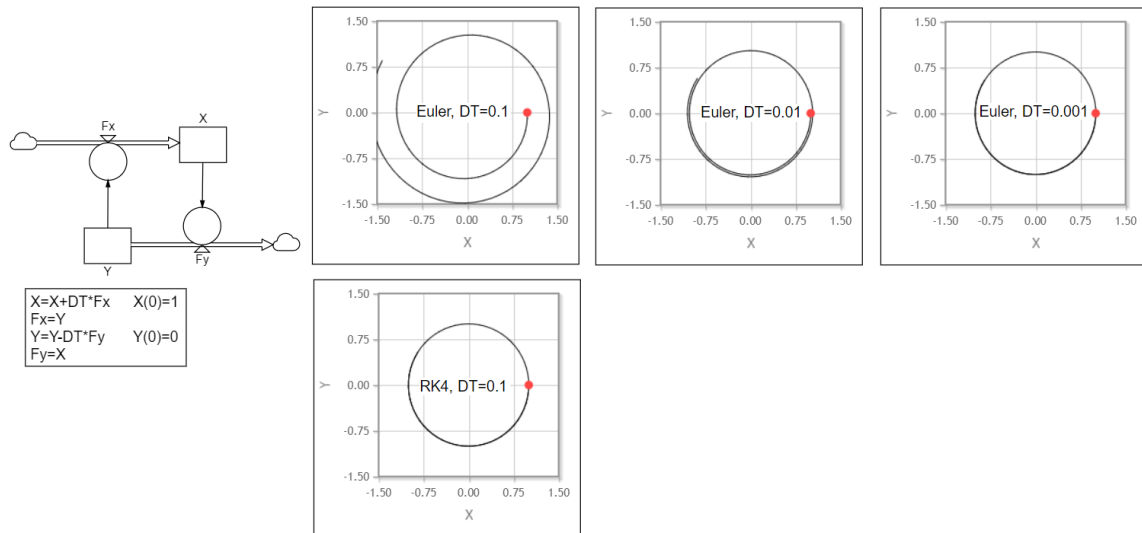 Fx
X
Y
Fy
X=X+DT*Fx X(0)=1
Fx=Y
Y=Y-DT*Fy Y(0)=0
Fy=X
1.50
0.75
0.00
-0.75
-1.50
Y
Euler, DT=0.1
-1.50 -0.75 0.00 0.75 1.50
X
1.50
0.75
0.00
-0.75
-1.50
Y
Euler, DT=0.01
-1.50 -0.75 0.00 0.75 1.50
X
1.50
0.75
0.00
-0.75
-1.50
Y
Euler, DT=0.001
-1.50 -0.75 0.00 0.75 1.50
X
1.50
0.75
0.00
-0.75
-1.50
Y
RK4, DT=0.1
-1.50 -0.75 0.00 0.75 1.50
X